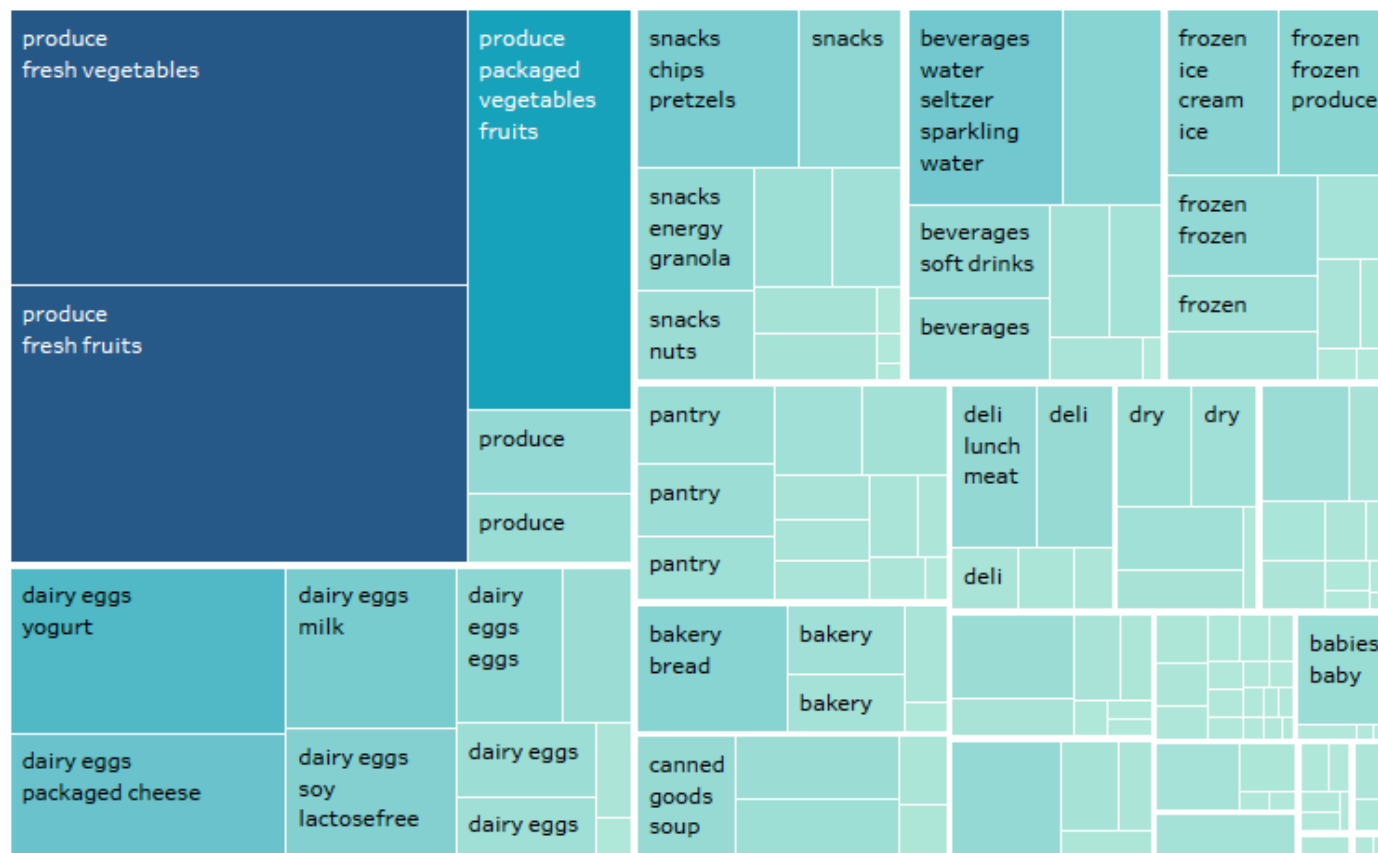 produce
fresh vegetables
produce
packaged
vegetables
fruits
produce
fresh fruits
produce
produce
dairy eggs
yogurt
dairy eggs
milk
dairy
eggs
eggs
dairy eggs
packaged cheese
dairy eggs
soy
lactosefree
dairy eggs
dairy eggs
snacks
chips
pretzels
snacks
snacks
energy
granola
snacks
nuts
beverages
water
seltzer
sparkling
water
beverages
soft drinks
beverages
frozen
ice
cream
ice
frozen
frozen
produce
frozen
frozen
frozen
pantry
pantry
pantry
deli
lunch
meat
deli
deli
dry
dry
bakery
bread
bakery
bakery
canned
goods
soup
babies
baby